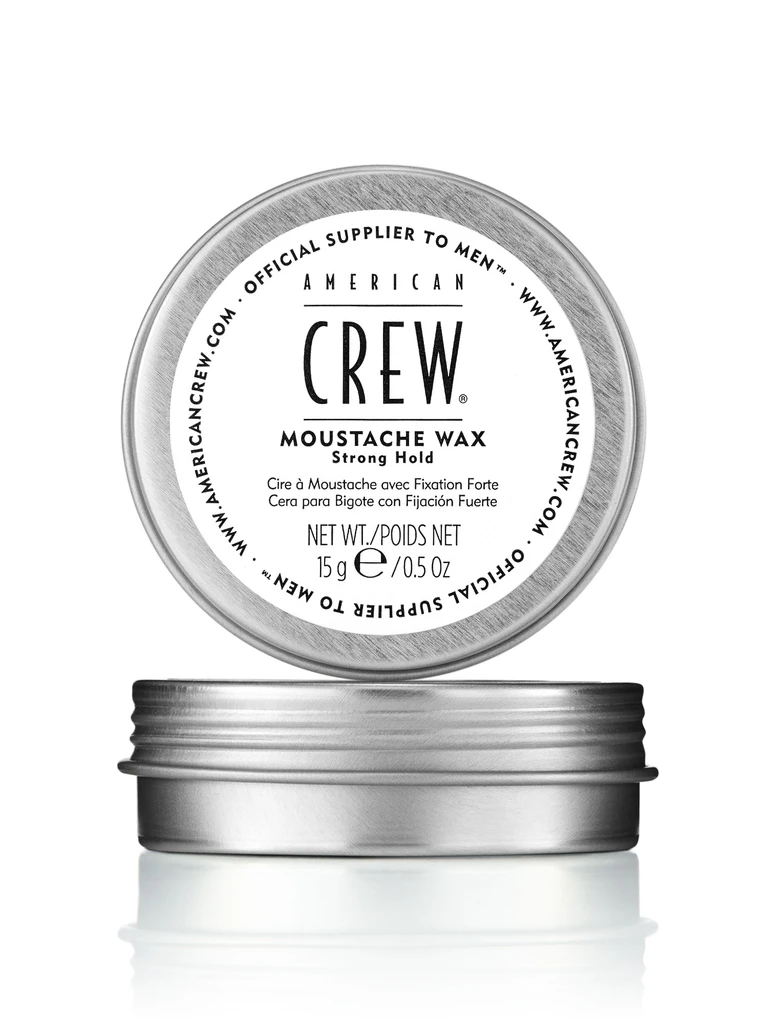 · OFFICIAL SUPPLIER TO MEN™ · WWW.AMERICANCREW.COM · OFFICIAL SUPPLIER TO MEN™ · WWW.AMERICANCREW.COM
AMERICAN
CREW®
MOUSTACHE WAX
Strong Hold
Cire à Moustache avec Fixation Forte
Cera para Bigote con Fijación Fuerte
NET WT./POIDS NET
15 g ℮ /0.5 Oz